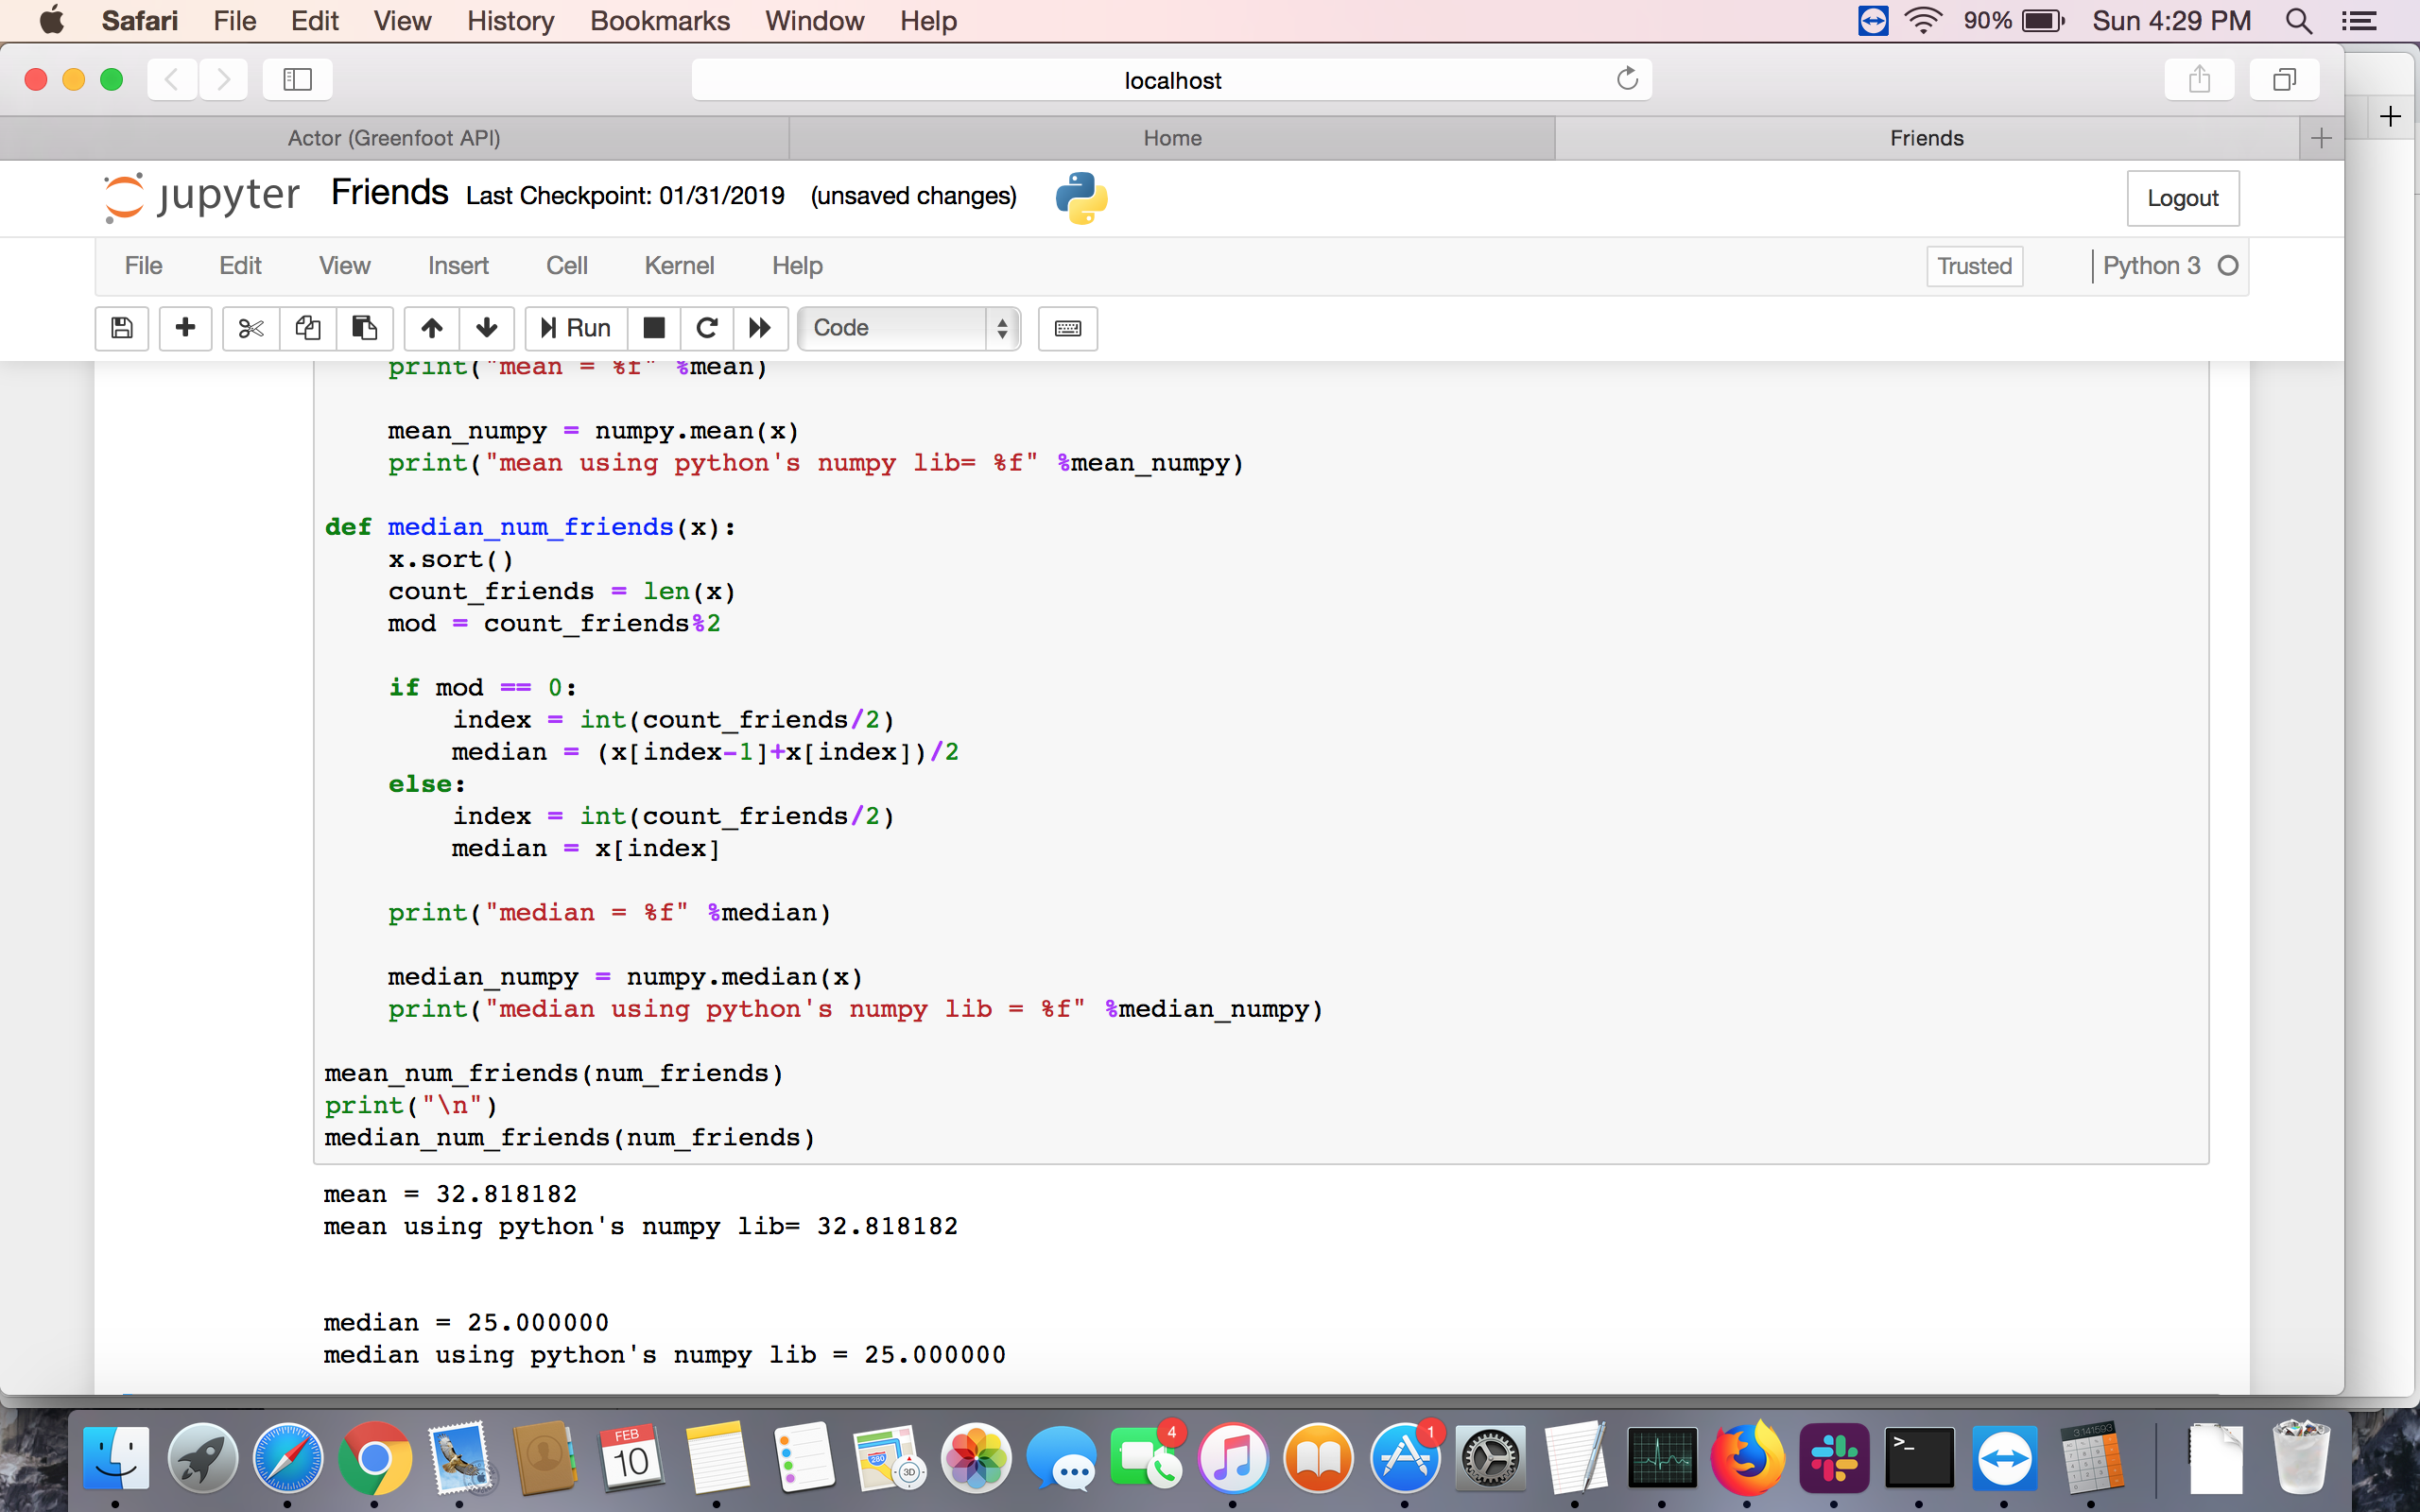 Safari File Edit View History Bookmarks Window Help 90% Sun 4:29 PM
localhost
Actor (Greenfoot API) Home Friends
jupyter Friends Last Checkpoint: 01/31/2019 (unsaved changes) Logout
File Edit View Insert Cell Kernel Help Trusted Python 3
Run Code
print("mean = %f" %mean)
mean_numpy = numpy.mean(x)
print("mean using python's numpy lib= %f" %mean_numpy)
def median_num_friends(x):
x.sort()
count_friends = len(x)
mod = count_friends%2
if mod == 0:
index = int(count_friends/2)
median = (x[index-1]+x[index])/2
else:
index = int(count_friends/2)
median = x[index]
print("median = %f" %median)
median_numpy = numpy.median(x)
print("median using python's numpy lib = %f" %median_numpy)
mean_num_friends(num_friends)
print("\n")
median_num_friends(num_friends)
mean = 32.818182
mean using python's numpy lib= 32.818182
median = 25.000000
median using python's numpy lib = 25.000000
FEB
10
280
3D
4
1
>_
3.141593